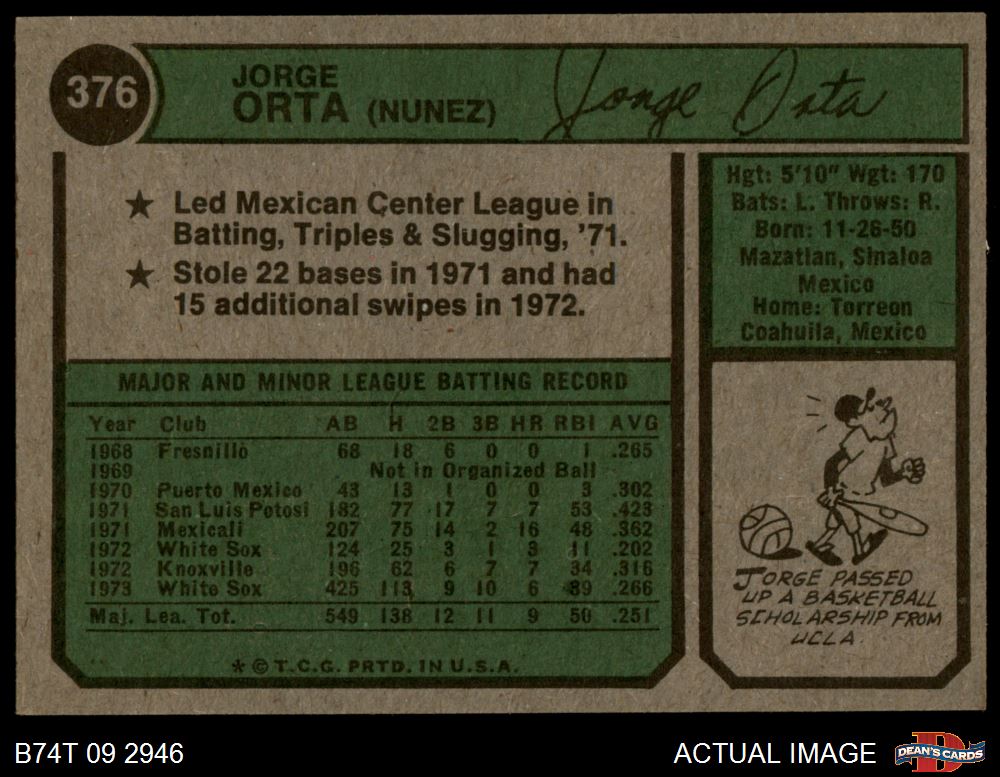 376
JORGE
ORTA (NUNEZ)
Jorge Orta
★ Led Mexican Center League in
Batting, Triples & Slugging, '71.
★ Stole 22 bases in 1971 and had
15 additional swipes in 1972.
Hgt: 5'10" Wgt: 170
Bats: L. Throws: R.
Born: 11-26-50
Mazatlan, Sinaloa
Mexico
Home: Torreon
Coahuila, Mexico
MAJOR AND MINOR LEAGUE BATTING RECORD
Year Club AB H 2B 3B HR RBI AVG
1968 Fresnillo 68 18 6 0 0 1 .265
1969 Not in Organized Ball
1970 Puerto Mexico 43 13 1 0 0 3 .302
1971 San Luis Potosi 182 77 17 7 7 53 .423
1971 Mexicali 207 75 14 2 16 48 .362
1972 White Sox 124 25 3 1 3 11 .202
1972 Knoxville 196 62 6 7 7 34 .316
1973 White Sox 425 113 9 10 6 39 .266
Maj. Lea. Tot. 549 138 12 11 9 50 .251
* © T.C.G. PRTD. IN U.S.A.
JORGE PASSED
UP A BASKETBALL
SCHOLARSHIP FROM
UCLA.
B74T 09 2946
ACTUAL IMAGE
DEAN'S CARDS